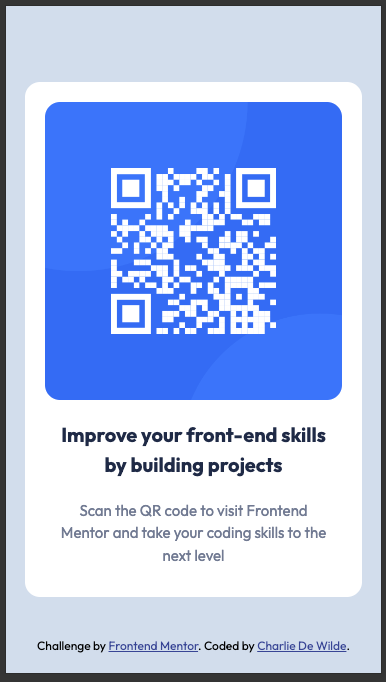 Improve your front-end skills
by building projects
Scan the QR code to visit Frontend
Mentor and take your coding skills to the
next level
Challenge by Frontend Mentor. Coded by Charlie De Wilde.